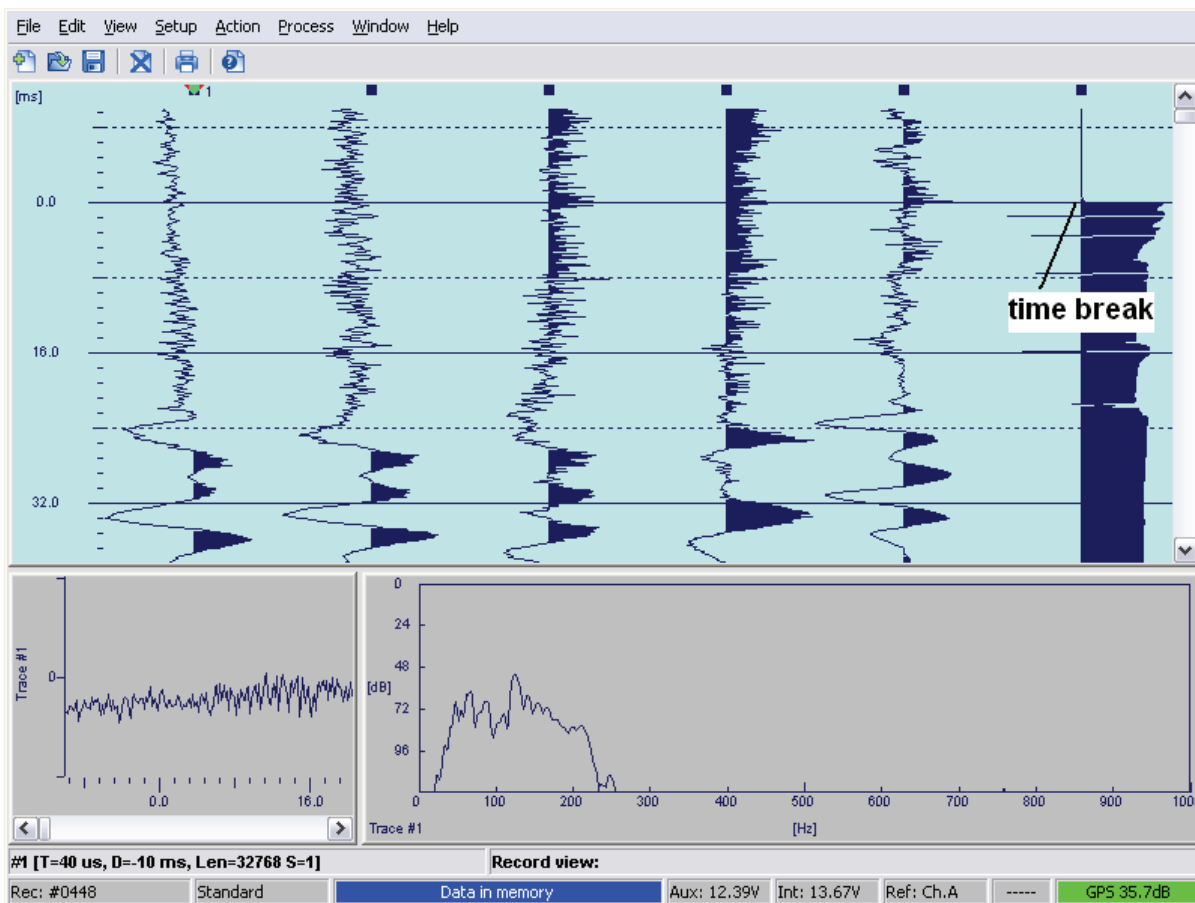 File Edit View Setup Action Process Window Help
[ms]
1
0.0
time break
16.0
32.0
Trace #1
0
0.0
16.0
0
24
48
[dB]
72
96
0 100 200 300 400 500 600 700 800 900 100
Trace #1
[Hz]
#1 [T=40 us, D=-10 ms, Len=32768 S=1] Record view:
Rec: #0448 Standard Data in memory Aux: 12.39V Int: 13.67V Ref: Ch.A ----- GPS 35.7dB